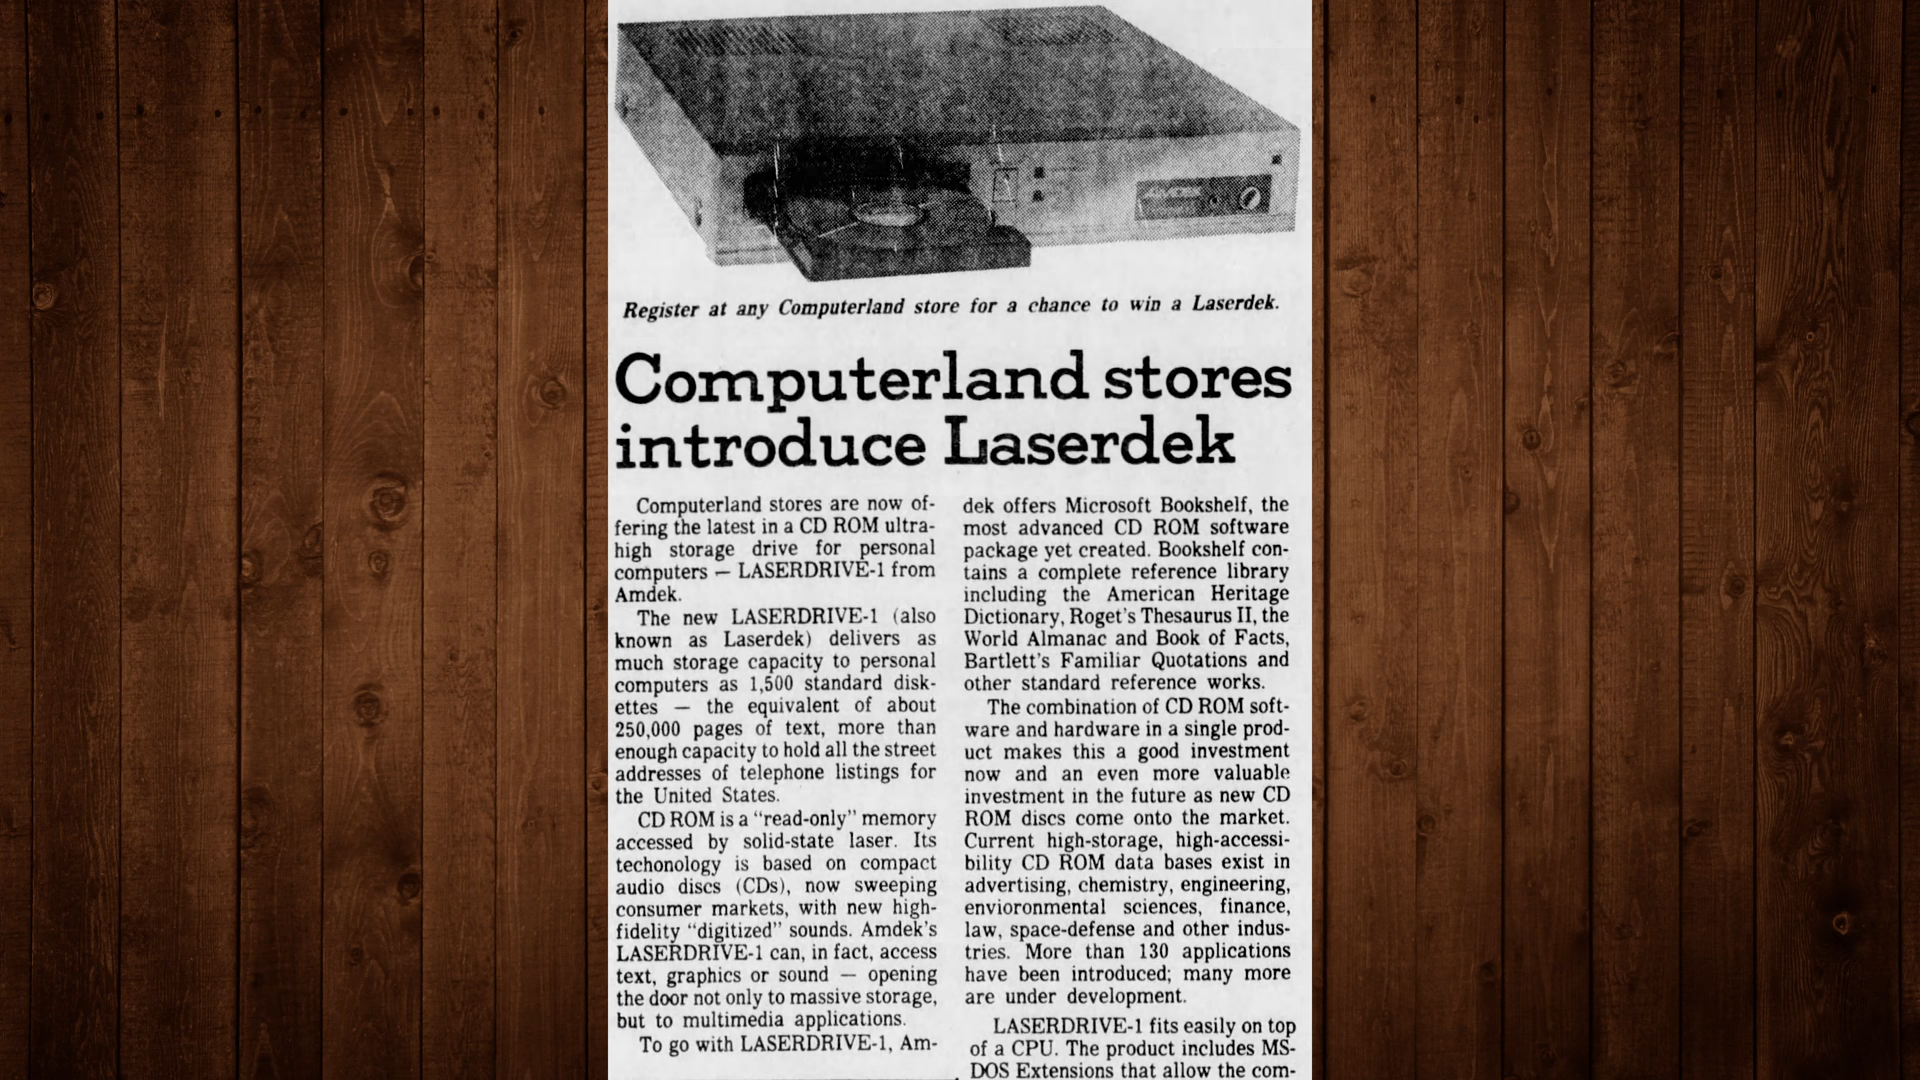 Register at any Computerland store for a chance to win a Laserdek.
Computerland stores
introduce Laserdek
Computerland stores are now of-
fering the latest in a CD ROM ultra-
high storage drive for personal
computers — LASERDRIVE-1 from
Amdek.
The new LASERDRIVE-1 (also
known as Laserdek) delivers as
much storage capacity to personal
computers as 1,500 standard disk-
ettes — the equivalent of about
250,000 pages of text, more than
enough capacity to hold all the street
addresses of telephone listings for
the United States.
CD ROM is a “read-only” memory
accessed by solid-state laser. Its
techonology is based on compact
audio discs (CDs), now sweeping
consumer markets, with new high-
fidelity “digitized” sounds. Amdek's
LASERDRIVE-1 can, in fact, access
text, graphics or sound — opening
the door not only to massive storage,
but to multimedia applications.
To go with LASERDRIVE-1, Am-
dek offers Microsoft Bookshelf, the
most advanced CD ROM software
package yet created. Bookshelf con-
tains a complete reference library
including the American Heritage
Dictionary, Roget's Thesaurus II, the
World Almanac and Book of Facts,
Bartlett's Familiar Quotations and
other standard reference works.
The combination of CD ROM soft-
ware and hardware in a single prod-
uct makes this a good investment
now and an even more valuable
investment in the future as new CD
ROM discs come onto the market.
Current high-storage, high-accessi-
bility CD ROM data bases exist in
advertising, chemistry, engineering,
envioronmental sciences, finance,
law, space-defense and other indus-
tries. More than 130 applications
have been introduced; many more
are under development.
LASERDRIVE-1 fits easily on top
of a CPU. The product includes MS-
DOS Extensions that allow the com-